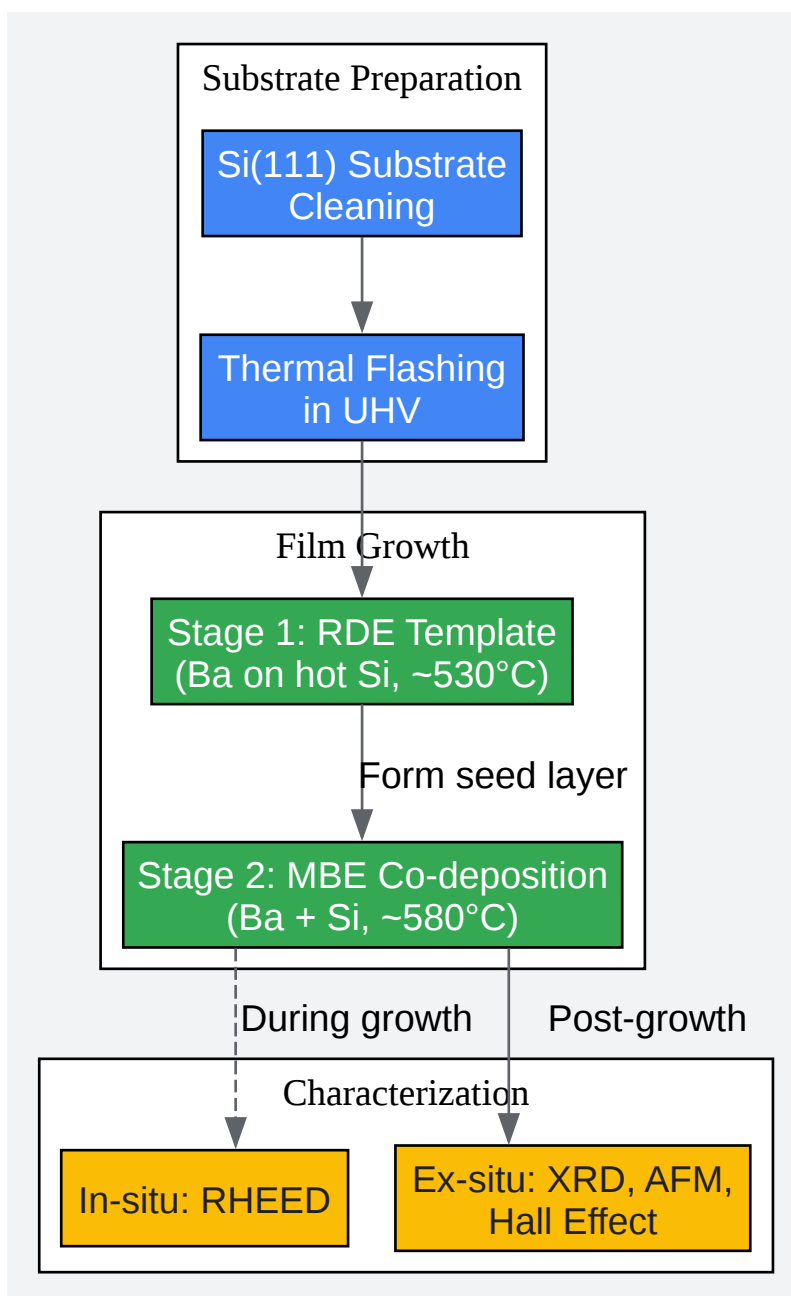 Substrate Preparation
Si(111) Substrate
Cleaning
Thermal Flashing
in UHV
Film Growth
Stage 1: RDE Template
(Ba on hot Si, ~530°C)
Form seed layer
Stage 2: MBE Co-deposition
(Ba + Si, ~580°C)
During growth
Post-growth
Characterization
In-situ: RHEED
Ex-situ: XRD, AFM,
Hall Effect